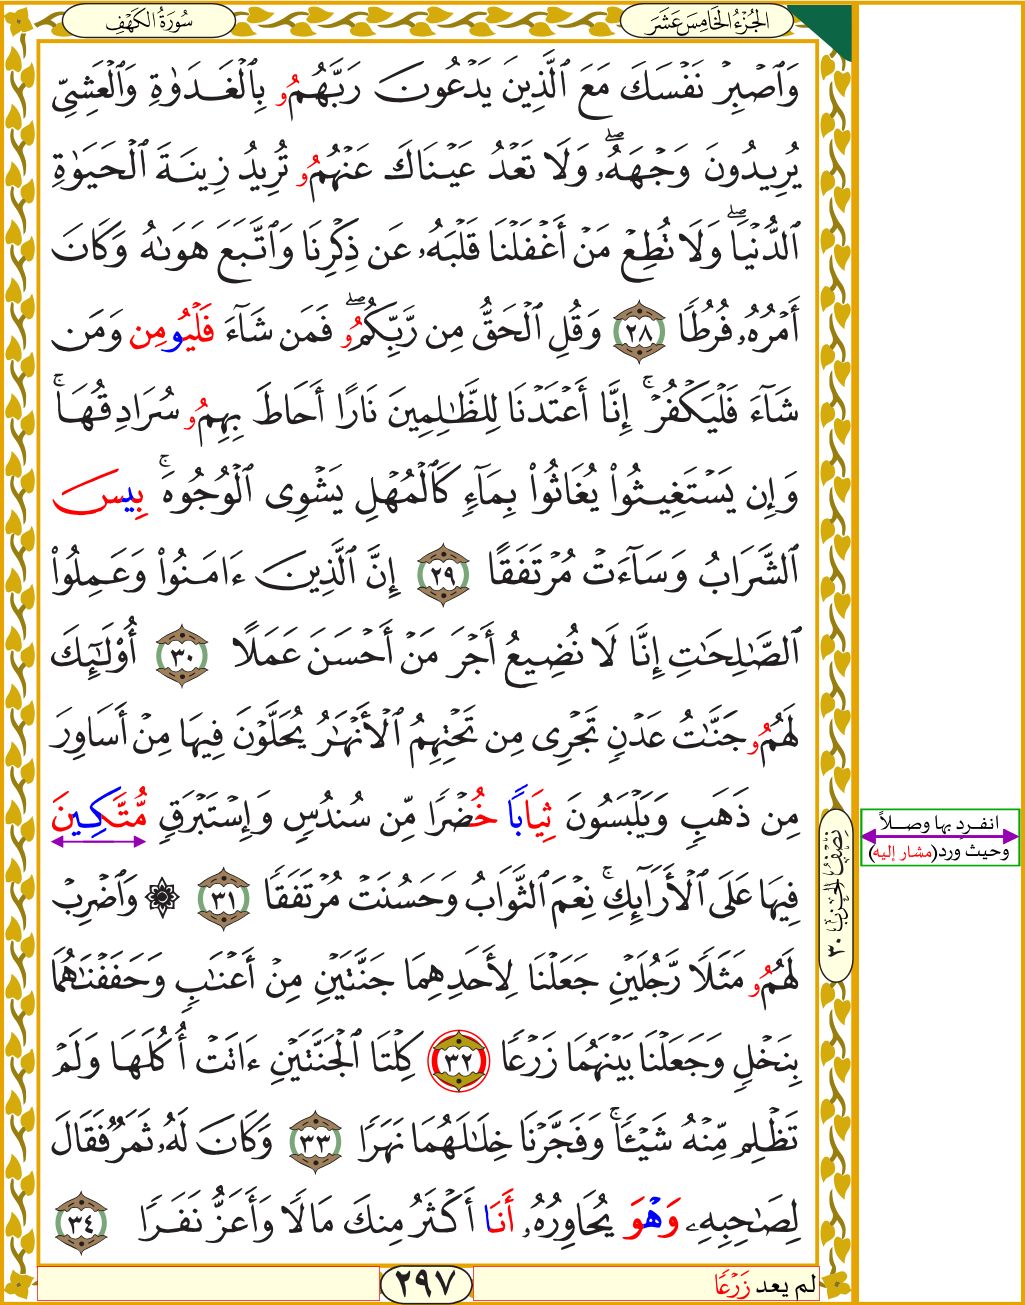 الجُزْءُ الخَامِسَ عَشَرَ
سُورَةُ الكَهْفِ
وَٱصۡبِرۡ نَفۡسَكَ مَعَ ٱلَّذِينَ يَدۡعُونَ رَبَّهُمُۥ بِٱلۡغَدَوٰةِ وَٱلۡعَشِيِّ
يُرِيدُونَ وَجۡهَهُۥۖ وَلَا تَعۡدُ عَيۡنَاكَ عَنۡهُمُۥ تُرِيدُ زِينَةَ ٱلۡحَيَوٰةِ
ٱلدُّنۡيَاۖ وَلَا تُطِعۡ مَنۡ أَغۡفَلۡنَا قَلۡبَهُۥ عَن ذِكۡرِنَا وَٱتَّبَعَ هَوَىٰهُ وَكَانَ
أَمۡرُهُۥ فُرُطٗا ٢٨ وَقُلِ ٱلۡحَقُّ مِن رَّبِّكُمُۥۖ فَمَن شَآءَ فَلۡيُومِن وَمَن
شَآءَ فَلۡيَكۡفُرۡۚ إِنَّآ أَعۡتَدۡنَا لِلظَّٰلِمِينَ نَارًا أَحَاطَ بِهِمُۥ سُرَادِقُهَاۚ
وَإِن يَسۡتَغِيثُواْ يُغَاثُواْ بِمَآءٖ كَٱلۡمُهۡلِ يَشۡوِي ٱلۡوُجُوهَۚ بِيسَ
ٱلشَّرَابُ وَسَآءَتۡ مُرۡتَفَقًا ٢٩ إِنَّ ٱلَّذِينَ ءَامَنُواْ وَعَمِلُواْ
ٱلصَّٰلِحَٰتِ إِنَّا لَا نُضِيعُ أَجۡرَ مَنۡ أَحۡسَنَ عَمَلًا ٣٠ أُوْلَٰٓئِكَ
لَهُمُۥ جَنَّٰتُ عَدۡنٖ تَجۡرِي مِن تَحۡتِهِمُ ٱلۡأَنۡهَٰرُ يُحَلَّوۡنَ فِيهَا مِنۡ أَسَاوِرَ
مِن ذَهَبٖ وَيَلۡبَسُونَ ثِيَابًا خُضۡرٗا مِّن سُندُسٖ وَإِسۡتَبۡرَقٖ مُّتَّكِينَ
فِيهَا عَلَى ٱلۡأَرَآئِكِۚ نِعۡمَ ٱلثَّوَابُ وَحَسُنَتۡ مُرۡتَفَقٗا ٣١ ۞ وَٱضۡرِبۡ
لَهُمُۥ مَثَلٗا رَّجُلَيۡنِ جَعَلۡنَا لِأَحَدِهِمَا جَنَّتَيۡنِ مِنۡ أَعۡنَٰبٖ وَحَفَفۡنَٰهُمَا
بِنَخۡلٖ وَجَعَلۡنَا بَيۡنَهُمَا زَرۡعٗا ٣٢ كِلۡتَا ٱلۡجَنَّتَيۡنِ ءَاتَتۡ أُكُلَهَا وَلَمۡ
تَظۡلِم مِّنۡهُ شَيۡـٔٗاۚ وَفَجَّرۡنَا خِلَٰلَهُمَا نَهَرٗا ٣٣ وَكَانَ لَهُۥ ثَمَرٞ فَقَالَ
لِصَٰحِبِهِۦ وَهۡوَ يُحَاوِرُهُۥٓ أَنَا أَكۡثَرُ مِنكَ مَالٗا وَأَعَزُّ نَفَرٗا ٣٤
نِصۡفُ الحِزۡبُ ٣٠
انفرد بها وصلاً
وحيث ورد(مشار إليه)
لم يعد زَرۡعٗا
٢٩٧